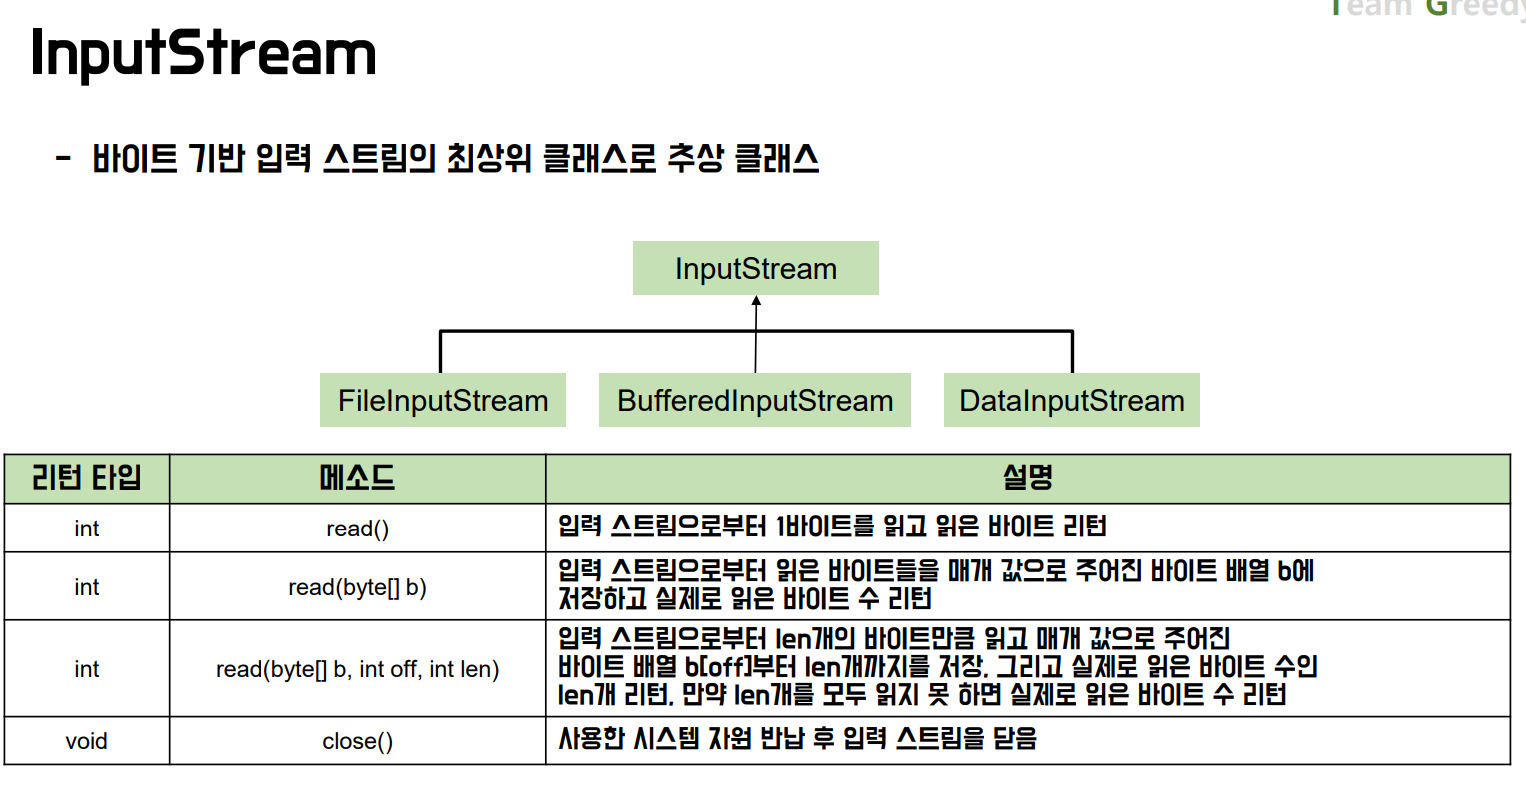 Team Greedy
InputStream
- 바이트 기반 입력 스트림의 최상위 클래스로 추상 클래스
InputStream
FileInputStream BufferedInputStream DataInputStream
리턴 타입 메소드 설명
int read() 입력 스트림으로부터 1바이트를 읽고 읽은 바이트 리턴
int read(byte[] b) 입력 스트림으로부터 읽은 바이트들을 매개 값으로 주어진 바이트 배열 b에
저장하고 실제로 읽은 바이트 수 리턴
입력 스트림으로부터 len개의 바이트만큼 읽고 매개 값으로 주어진
int read(byte[] b, int off, int len) 바이트 배열 b[off]부터 len개까지를 저장, 그리고 실제로 읽은 바이트 수인
len개 리턴, 만약 len개를 모두 읽지 못 하면 실제로 읽은 바이트 수 리턴
void close() 사용한 시스템 자원 반납 후 입력 스트림을 닫음